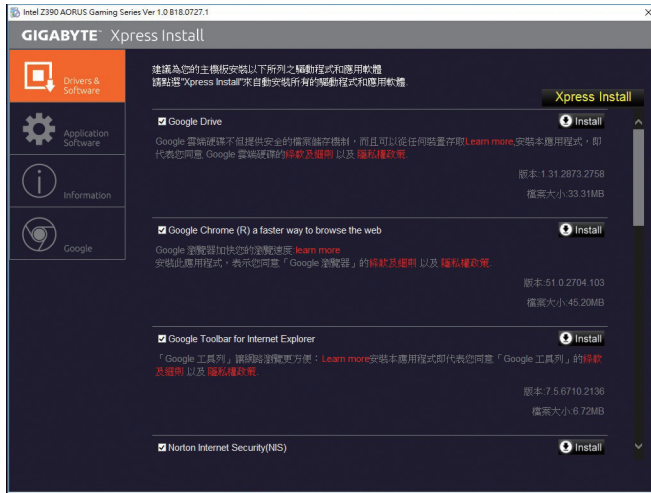 Intel Z390 AORUS Gaming Series Ver 1.0 B18.0727.1
GIGABYTE™ Xpress Install
Drivers &
Software
Application
Software
Information
Google
建議為您的主機板安裝以下所列之驅動程式和應用軟體
請點選"Xpress Install"來自動安裝所有的驅動程式和應用軟體.
Xpress Install
Google Drive
Install
Google 雲端硬碟不但提供安全的檔案儲存機制，而且可以從任何裝置存取Learn more.安裝本應用程式，即
代表您同意 Google 雲端硬碟的條款及細則 以及 隱私權政策.
版本:1.31.2873.2758
檔案大小:33.31MB
Google Chrome (R) a faster way to browse the web
Install
Google 瀏覽器加快您的瀏覽速度 learn more
安裝此應用程式，表示您同意「Google 瀏覽器」的條款及細則 以及 隱私權政策.
版本:51.0.2704.103
檔案大小:45.20MB
Google Toolbar for Internet Explorer
Install
「Google 工具列」讓網路瀏覽更方便：Learn more安裝本應用程式即代表您同意「Google 工具列」的條款
及細則 以及 隱私權政策.
版本:7.5.6710.2136
檔案大小:6.72MB
Norton Internet Security(NIS)
Install